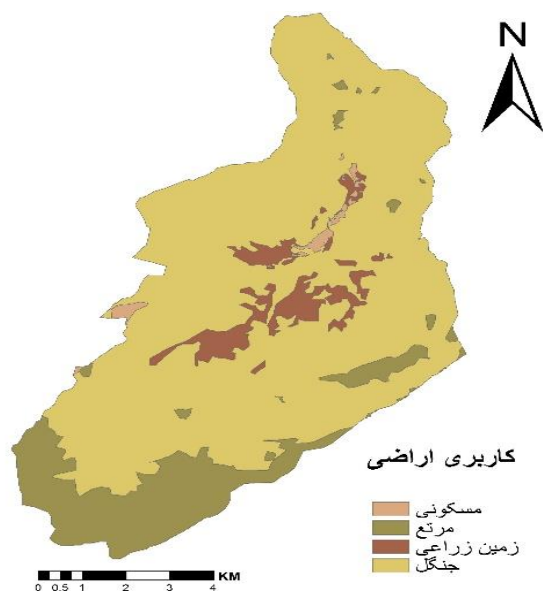 N
کاربری اراضی
مسکونی
مرتع
زمین زراعی
جنگل
0 0.5 1 2 3 4 KM